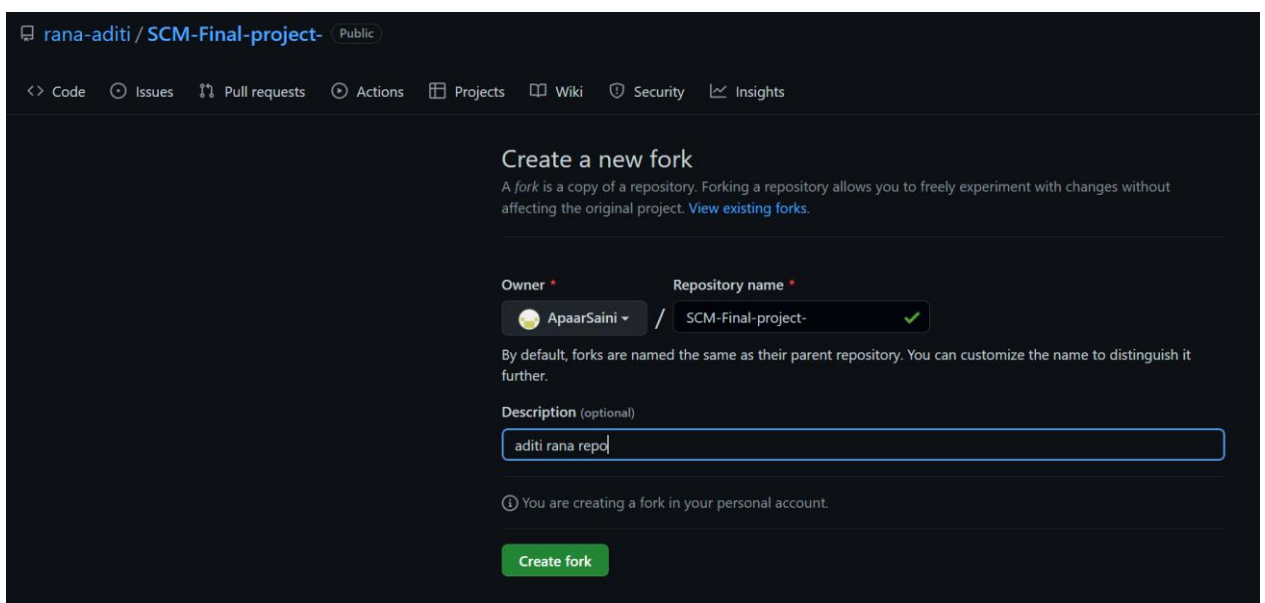 rana-aditi / SCM-Final-project- Public
Code Issues Pull requests Actions Projects Wiki Security Insights
Create a new fork
A fork is a copy of a repository. Forking a repository allows you to freely experiment with changes without
affecting the original project. View existing forks.
Owner * Repository name *
ApaarSaini / SCM-Final-project-
By default, forks are named the same as their parent repository. You can customize the name to distinguish it
further.
Description (optional)
aditi rana repo
You are creating a fork in your personal account.
Create fork